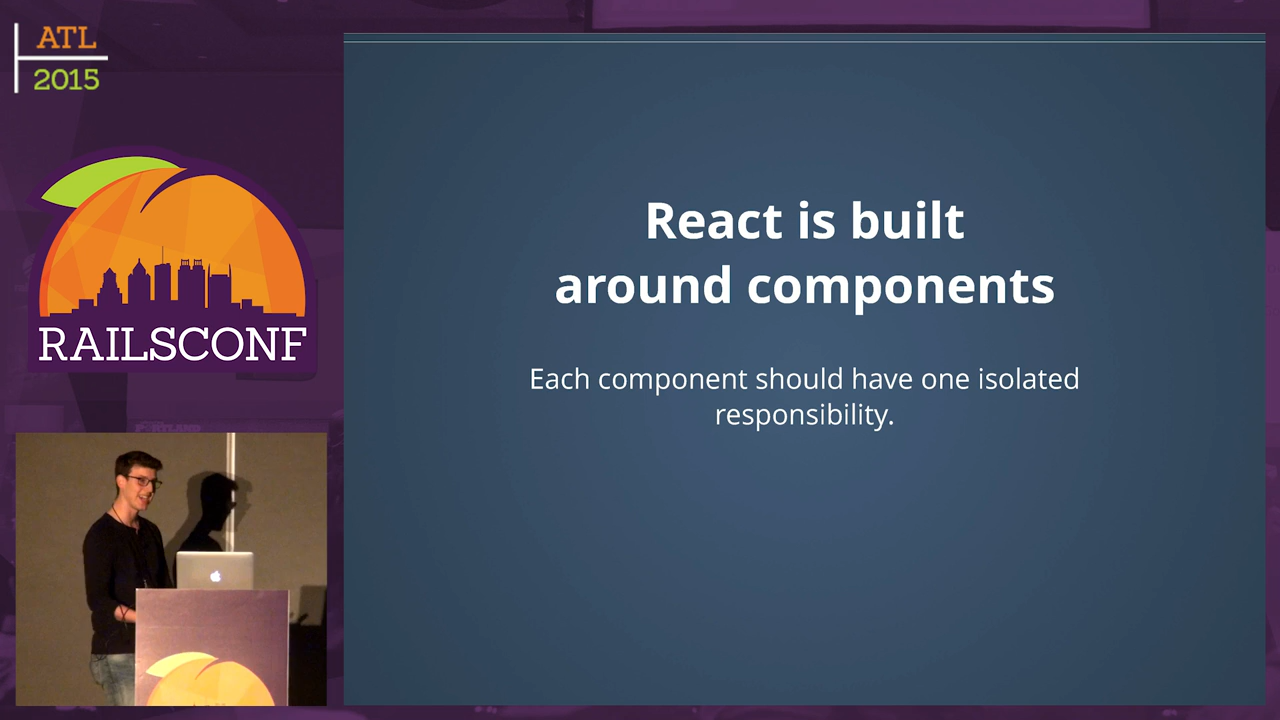 ATL
2015
RAILSCONF
React is built
around components
Each component should have one isolated
responsibility.